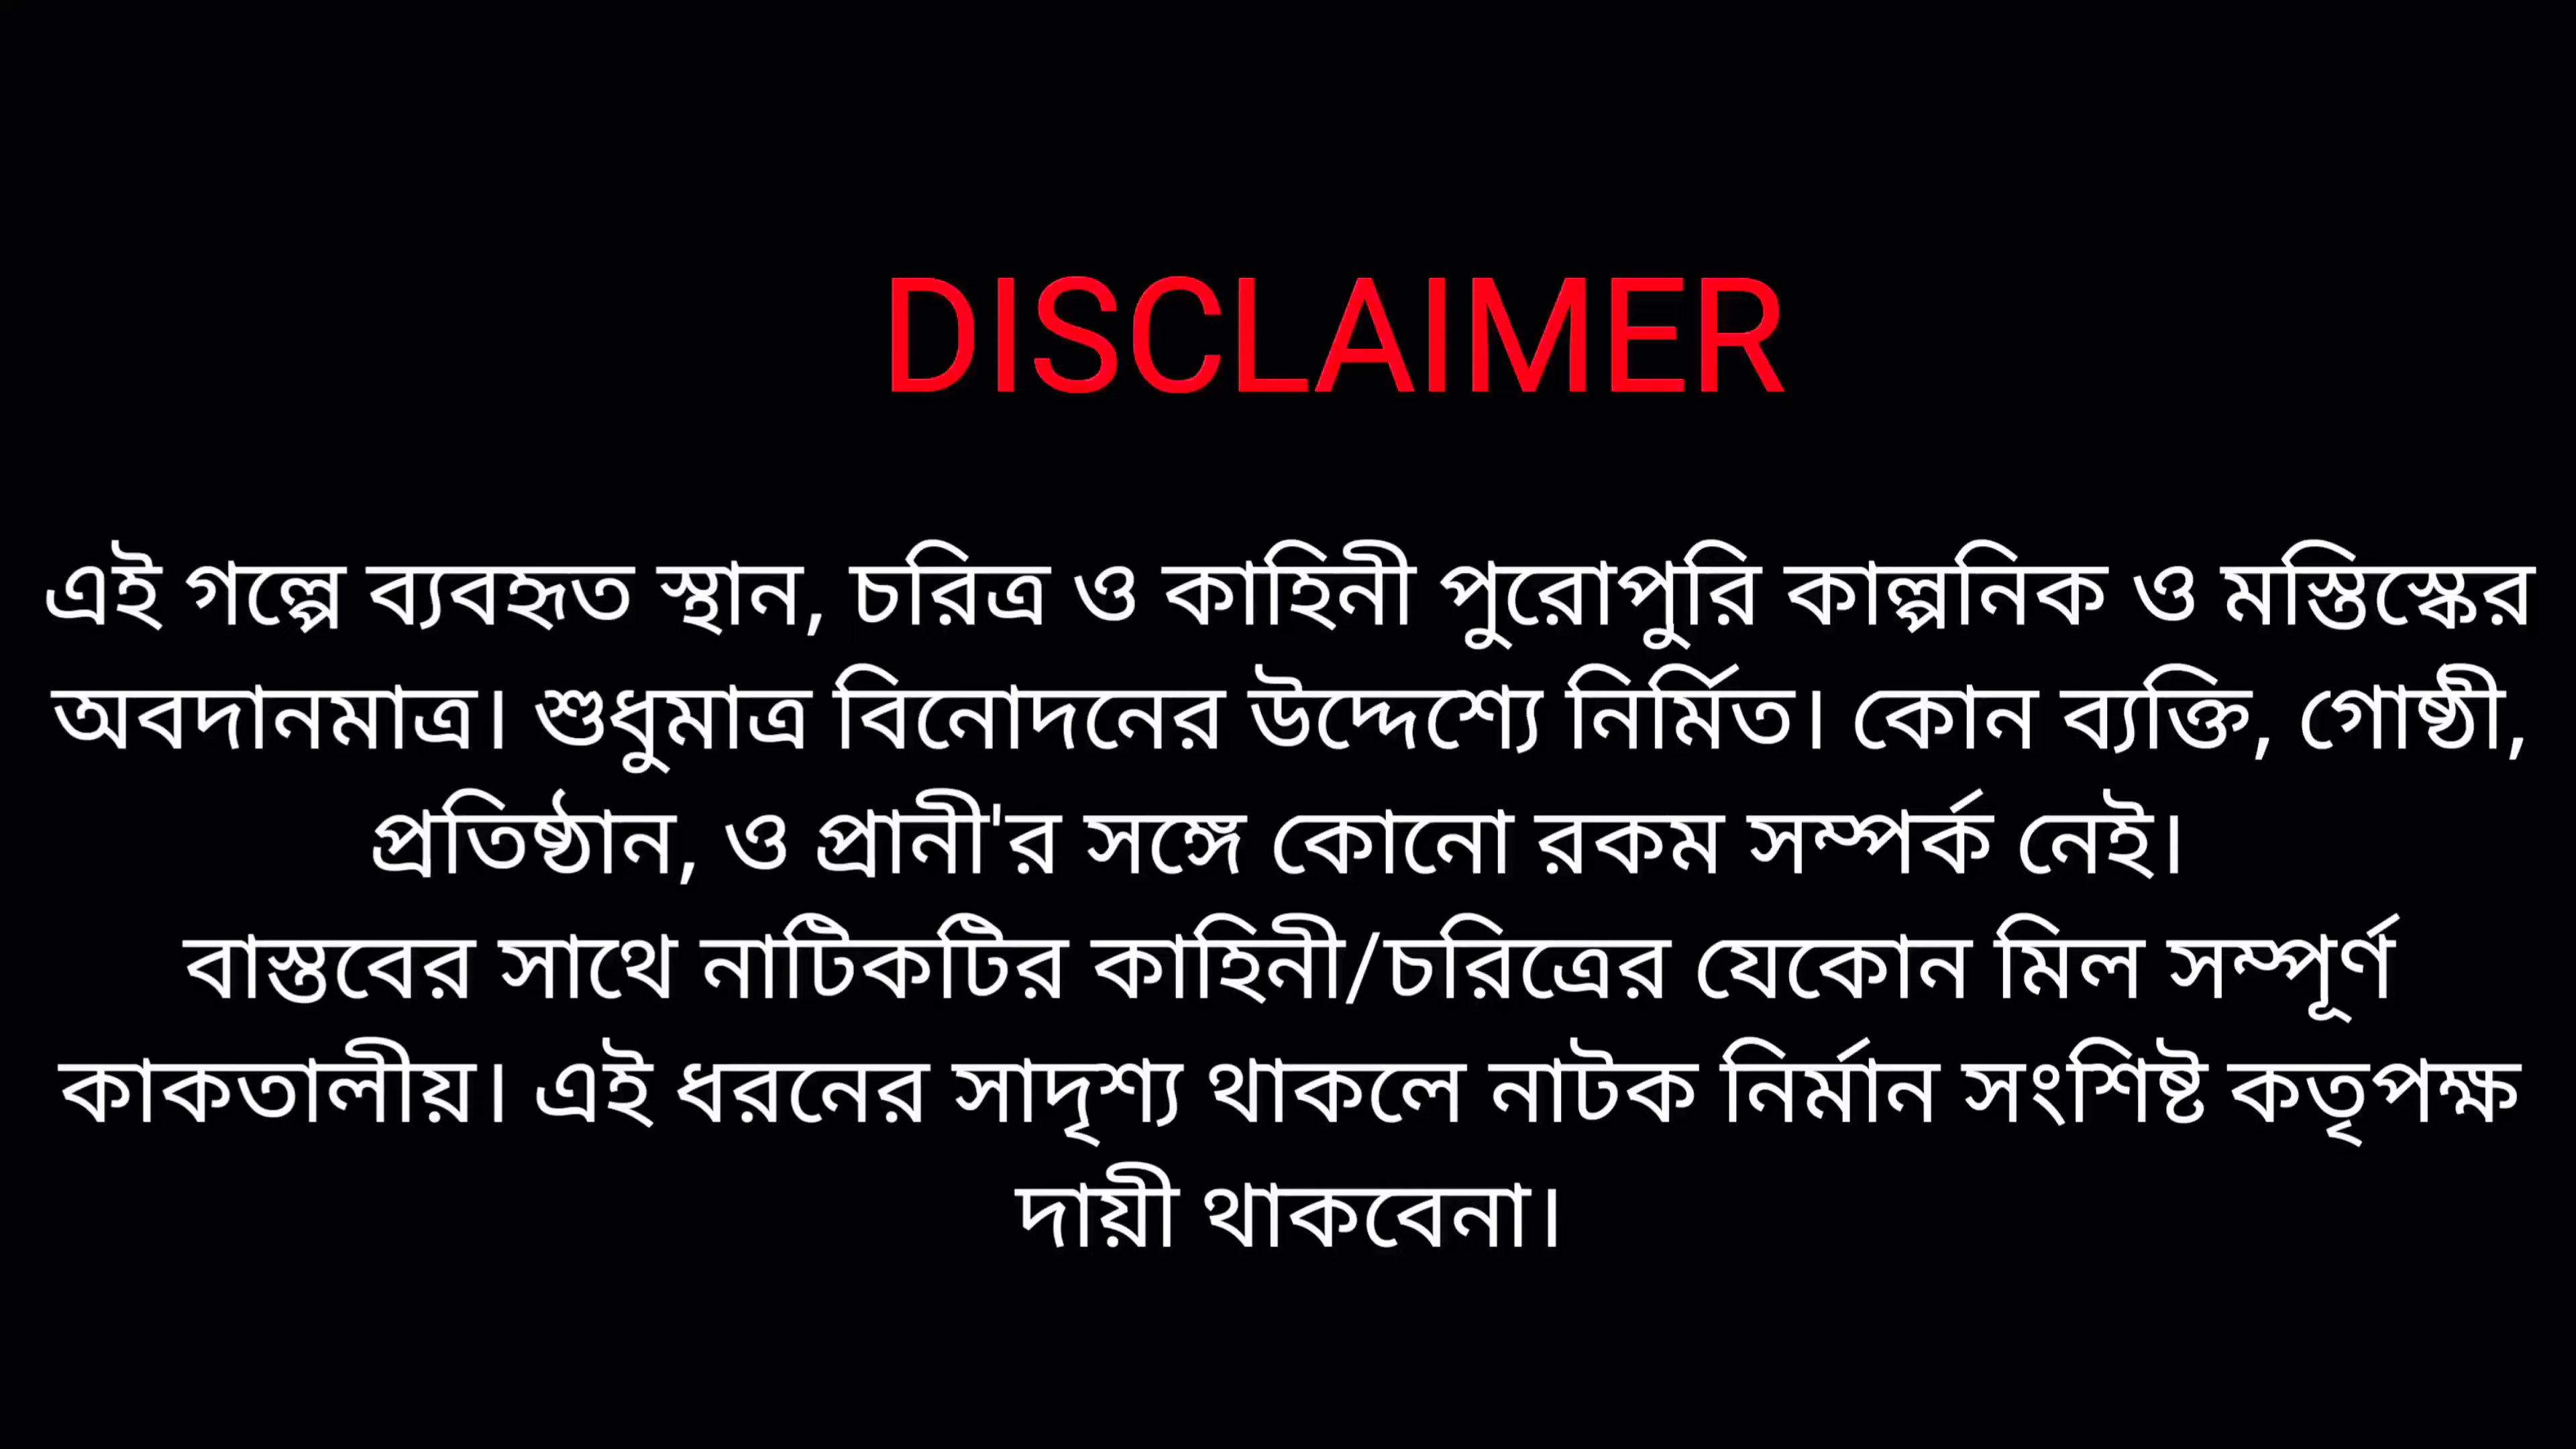 DISCLAIMER
এই গল্পে ব্যবহৃত স্থান, চরিত্র ও কাহিনী পুরোপুরি কাল্পনিক ও মস্তিস্কের
অবদানমাত্র। শুধুমাত্র বিনোদনের উদ্দেশ্যে নির্মিত। কোন ব্যক্তি, গোষ্ঠী,
প্রতিষ্ঠান, ও প্রানী'র সঙ্গে কোনো রকম সম্পর্ক নেই।
বাস্তবের সাথে নাটিকটির কাহিনী/চরিত্রের যেকোন মিল সম্পূর্ণ
কাকতালীয়। এই ধরনের সাদৃশ্য থাকলে নাটক নির্মান সংশিষ্ট কতৃপক্ষ
দায়ী থাকবেনা।